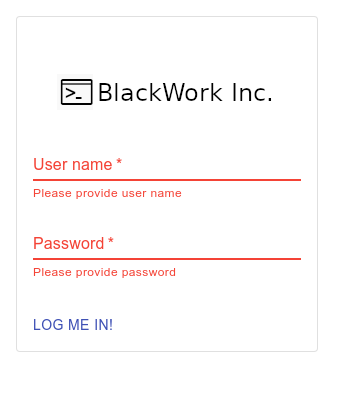 >_ BlackWork Inc.
User name *
Please provide user name
Password *
Please provide password
LOG ME IN!